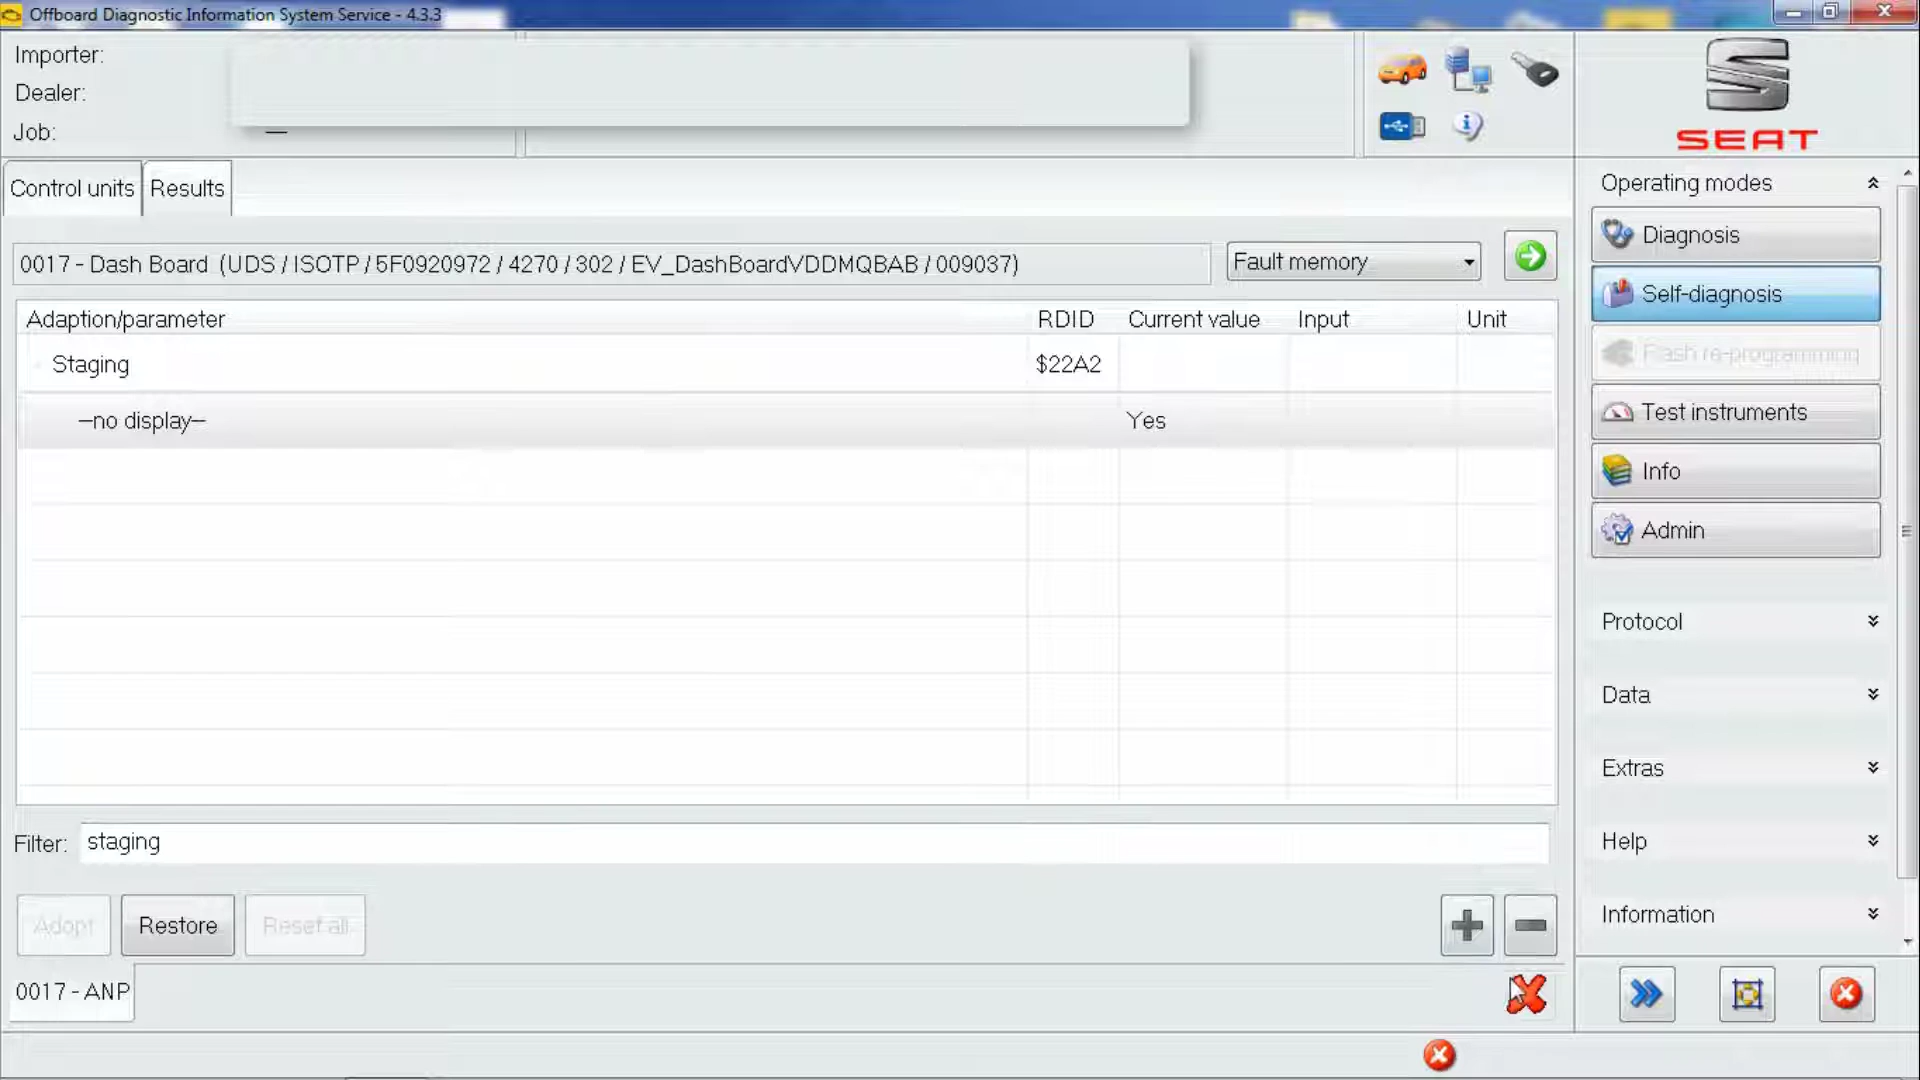 Offboard Diagnostic Information System Service - 4.3.3
Importer:
Dealer:
Job:
—
SEAT
Control units
Results
0017 - Dash Board (UDS / ISOTP / 5F0920972 / 4270 / 302 / EV_DashBoardVDDMQBAB / 009037)
Fault memory
Adaption/parameter RDID Current value Input Unit
Staging $22A2
—no display— Yes
Filter: staging
Adopt
Restore
Reset all
0017 - ANP
Operating modes
Diagnosis
Self-diagnosis
Flash re-programming
Test instruments
Info
Admin
Protocol
Data
Extras
Help
Information